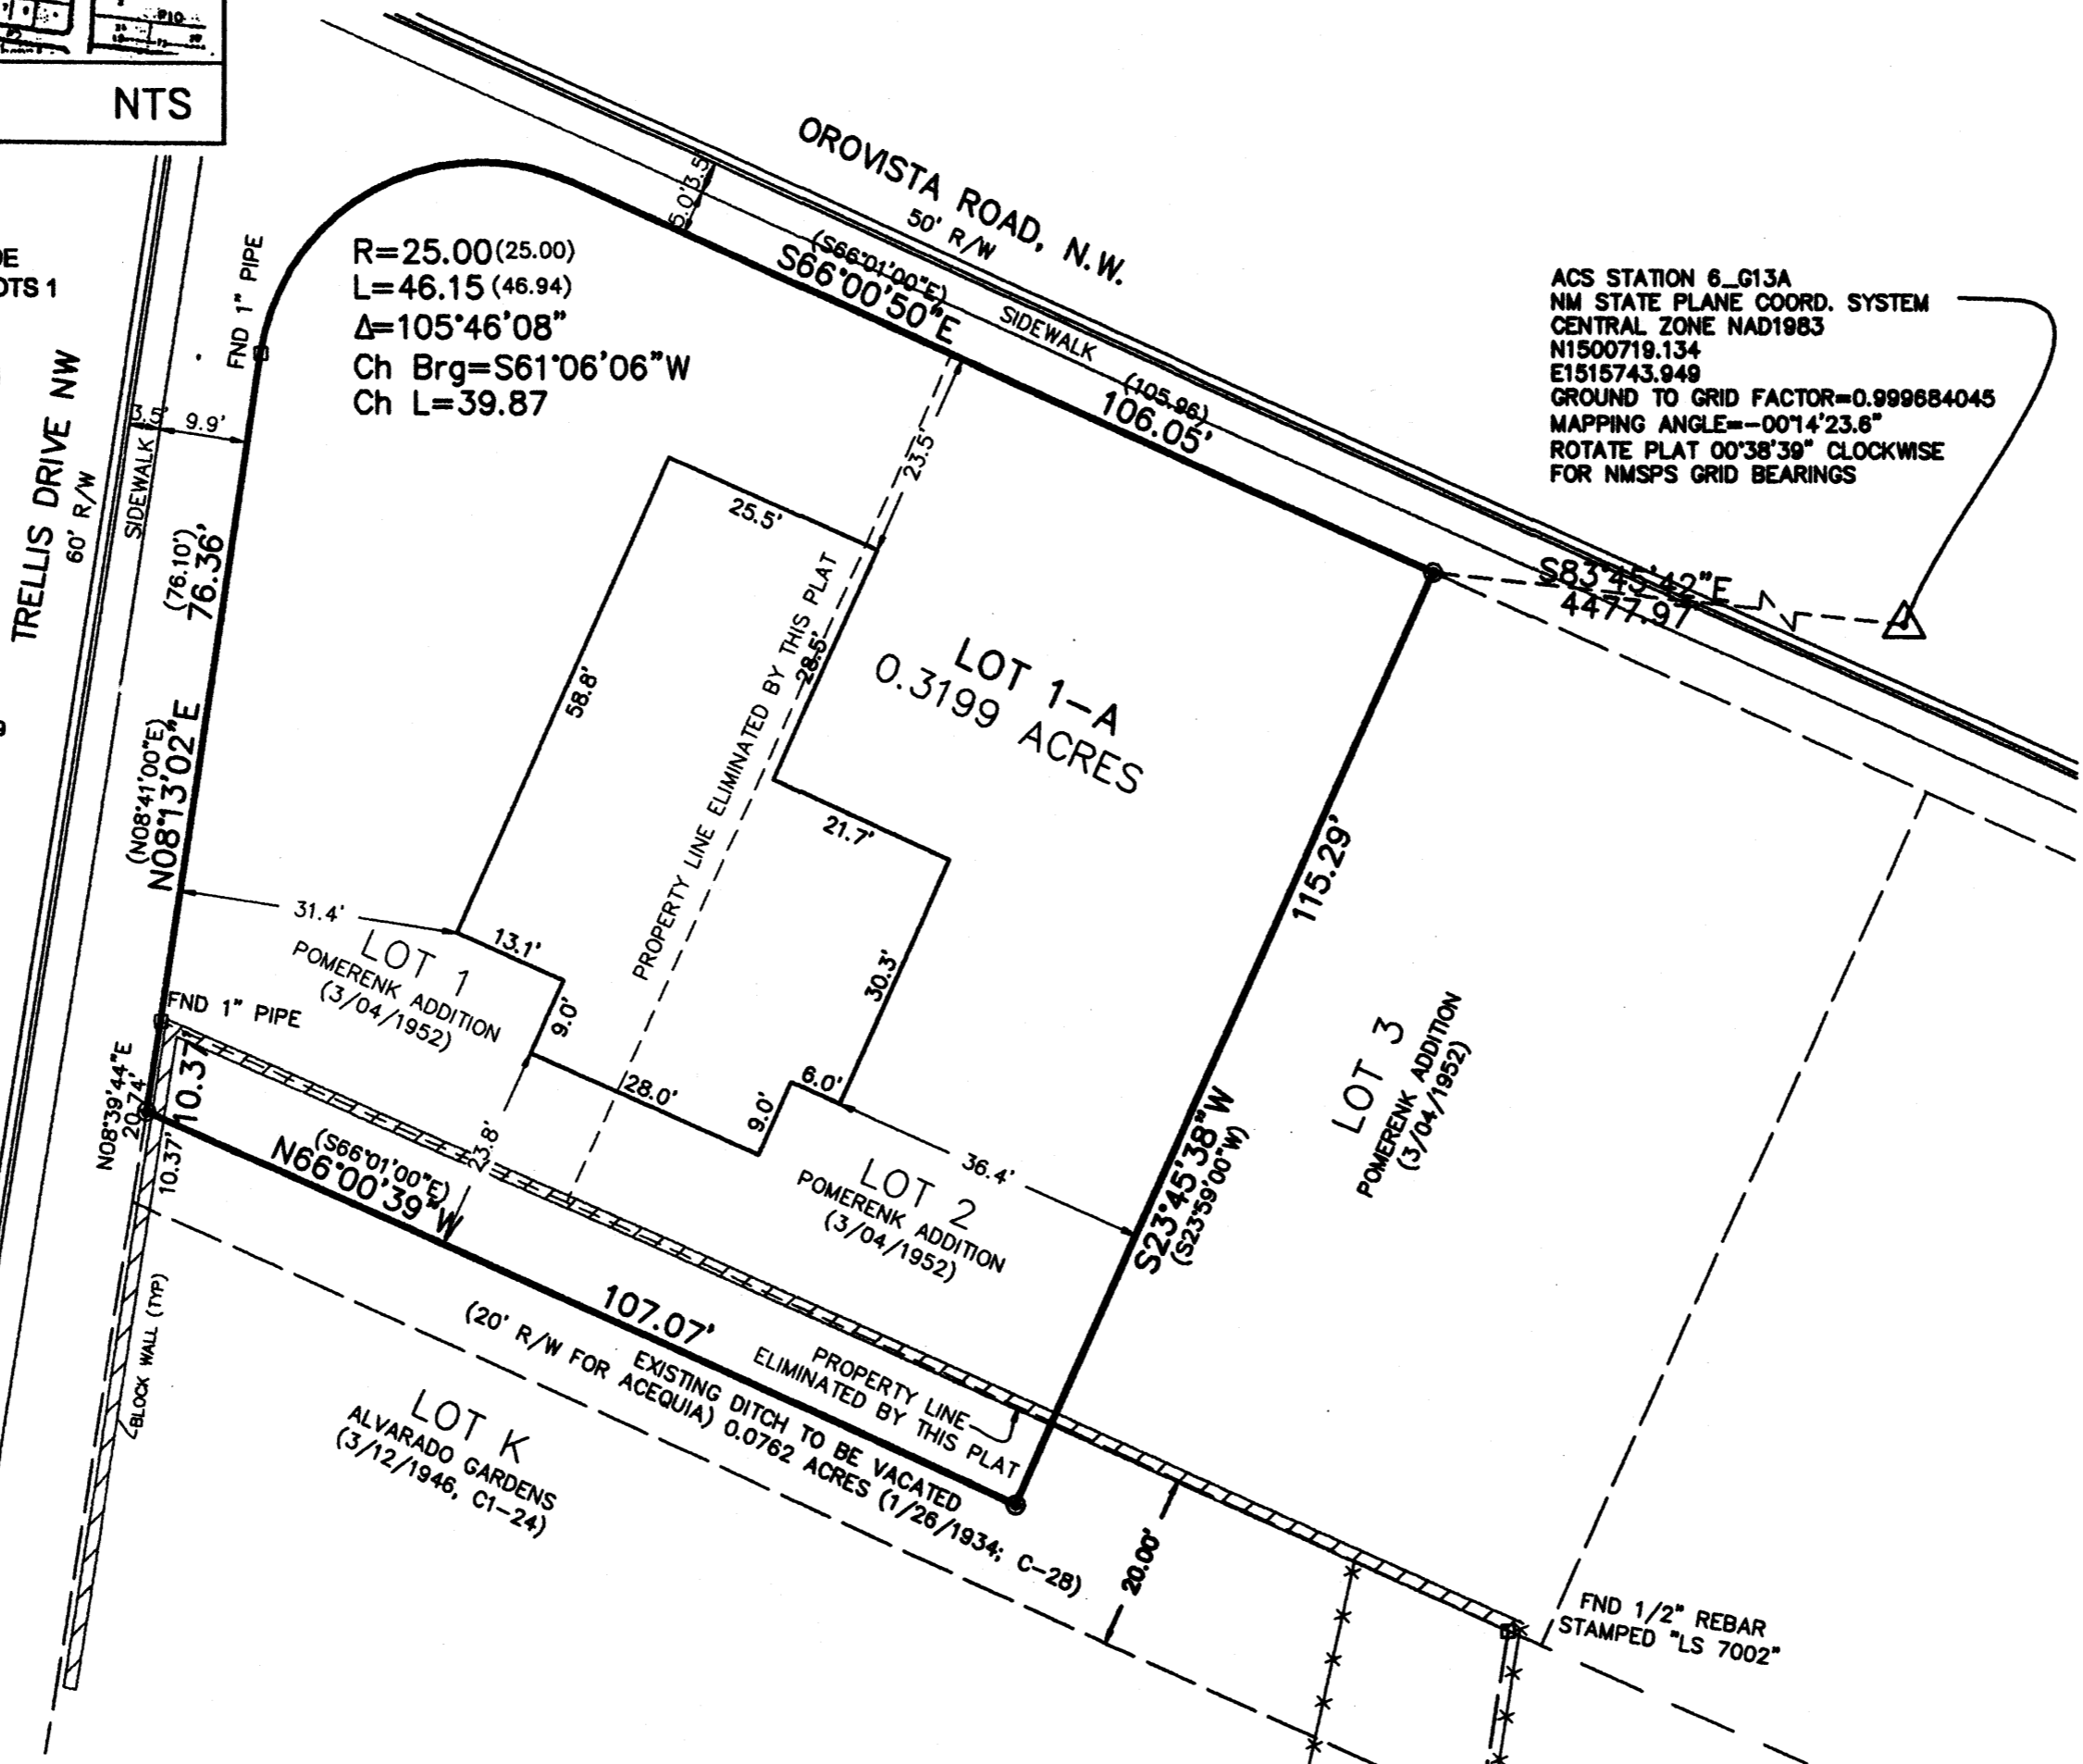 P10
NTS
OTS 1
OROVISTA ROAD, N.W.
50' R/W
(S66°01'00"E)
S66°00'50"E
SIDEWALK
(105.96)
106.05'
5.0'
3.5'
FND 1" PIPE
R=25.00(25.00)
L=46.15 (46.94)
Δ=105°46'08"
Ch Brg=S61°06'06"W
Ch L=39.87
ACS STATION 6_G13A
NM STATE PLANE COORD. SYSTEM
CENTRAL ZONE NAD1983
N1500719.134
E1515743.949
GROUND TO GRID FACTOR=0.999684045
MAPPING ANGLE=-00°14'23.6"
ROTATE PLAT 00°38'39" CLOCKWISE
FOR NMSPS GRID BEARINGS
S83°45'42"E
4477.97
TRELLIS DRIVE NW
60' R/W
SIDEWALK
3.5'
9.9'
(76.10')
76.36'
(N08°41'00"E)
N08°13'02"E
25.5'
23.5'
58.8'
28.5'
PROPERTY LINE ELIMINATED BY THIS PLAT
LOT 1-A
0.3199 ACRES
21.7'
30.3'
115.29'
S23°45'38"W
(S23°59'00"W)
31.4'
13.1'
9.0'
28.0'
9.0'
6.0'
36.4'
23.8'
LOT 1
POMERENK ADDITION
(3/04/1952)
FND 1" PIPE
N08°39'44"E
20.74'
10.37'
10.37'
(S66°01'00"E)
N66°00'39"W
107.07'
LOT 2
POMERENK ADDITION
(3/04/1952)
LOT 3
POMERENK ADDITION
(3/04/1952)
PROPERTY LINE
ELIMINATED BY THIS PLAT
EXISTING DITCH TO BE VACATED
(20' R/W FOR ACEQUIA) 0.0762 ACRES (1/26/1934; C-2B)
BLOCK WALL (TYP)
LOT K
ALVARADO GARDENS
(3/12/1946, C1-24)
20.00'
FND 1/2" REBAR
STAMPED "LS 7002"